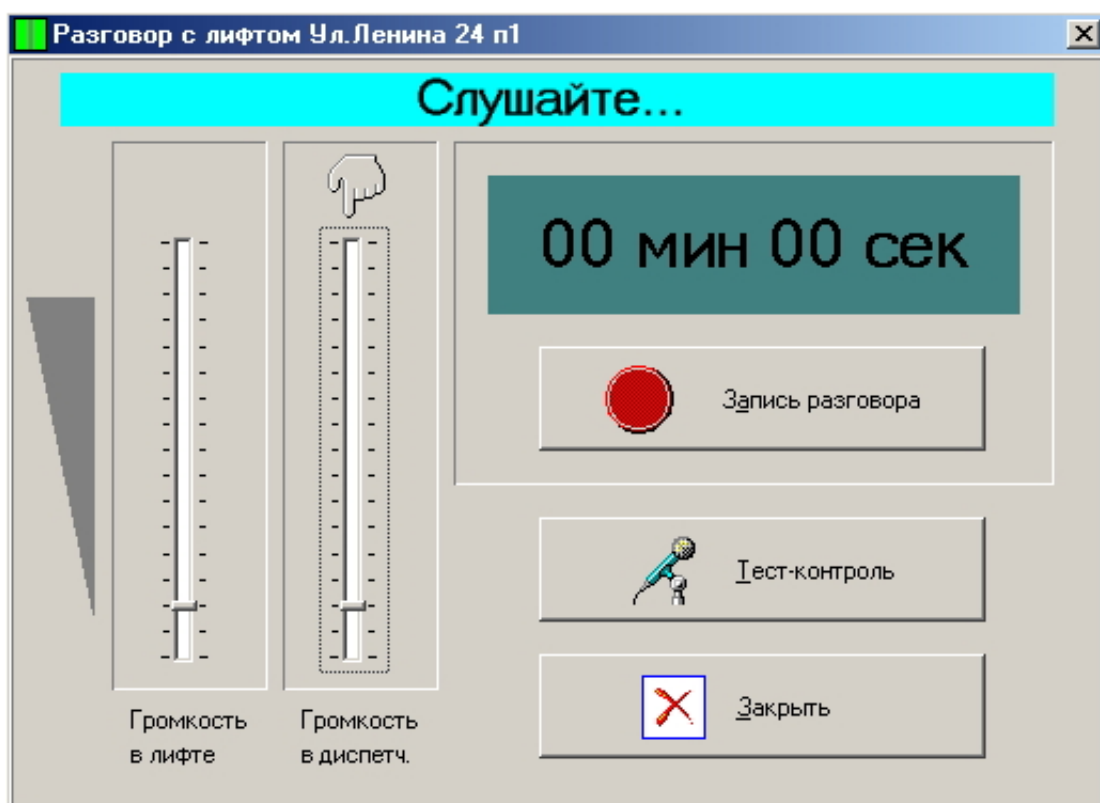 Разговор с лифтом Ул.Ленина 24 п1
Слушайте...
00 мин 00 сек
Запись разговора
Тест-контроль
Закрыть
Громкость
в лифте
Громкость
в диспетч.